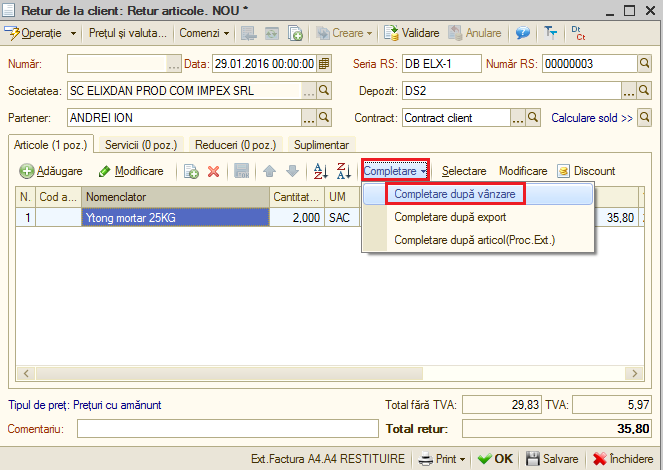 Retur de la client: Retur articole. NOU *
Operație Prețul și valuta... Comenzi Creare Validare Anulare Dt Ct
Număr: ... Data: 29.01.2016 00:00:00 Seria RS: DB ELX-1 Număr RS: 00000003
Societatea: SC ELIXDAN PROD COM IMPEX SRL ... Depozit: DS2 ...
Partener: ANDREI ION ... Contract: Contract client ... Calculare sold >>
Articole (1 poz.) Servicii (0 poz.) Reduceri (0 poz.) Suplimentar
Adăugare Modificare Completare Selectare Modificare Discount
N. Cod a... Nomenclator Cantitat... UM
1 Ytong mortar 25KG 2,000 SAC 35,80
Completare după vânzare
Completare după export
Completare după articol(Proc.Ext.)
Tipul de preț: Prețuri cu amănunt Total fără TVA: 29,83 TVA: 5,97
Comentariu: Total retur: 35,80
Ext.Factura A4.A4 RESTITUIRE Print OK Salvare Închidere